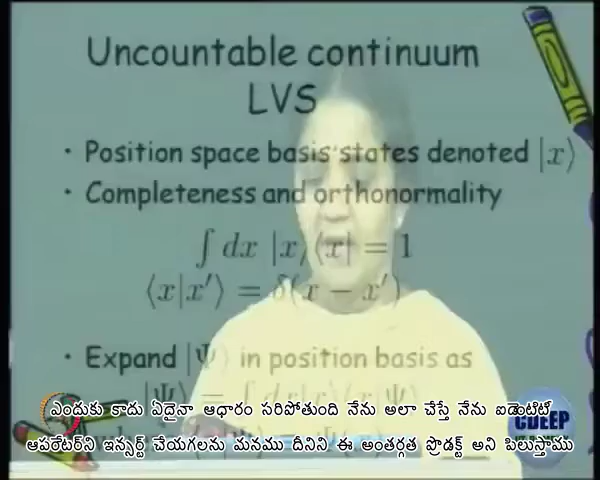 Uncountable continuum
LVS
• Position space basis states denoted |x⟩
• Completeness and orthonormality
∫ dx |x⟩⟨x| = 1
⟨x|x′⟩ = δ(x − x′)
• Expand |Ψ⟩ in position basis as
|Ψ⟩ = ∫ dx |x⟩⟨x|Ψ⟩
ఎందుకు కాదు ఏదైనా ఆధారం సరిపోతుంది నేను అలా చేస్తే నేను ఐడెంటిటీ
ఆపరేటర్‌ని ఇన్సర్ట్ చేయగలను మనము దీనిని ఈ అంతర్గత ప్రొడక్ట్ అని పిలుస్తాము
CDEEP